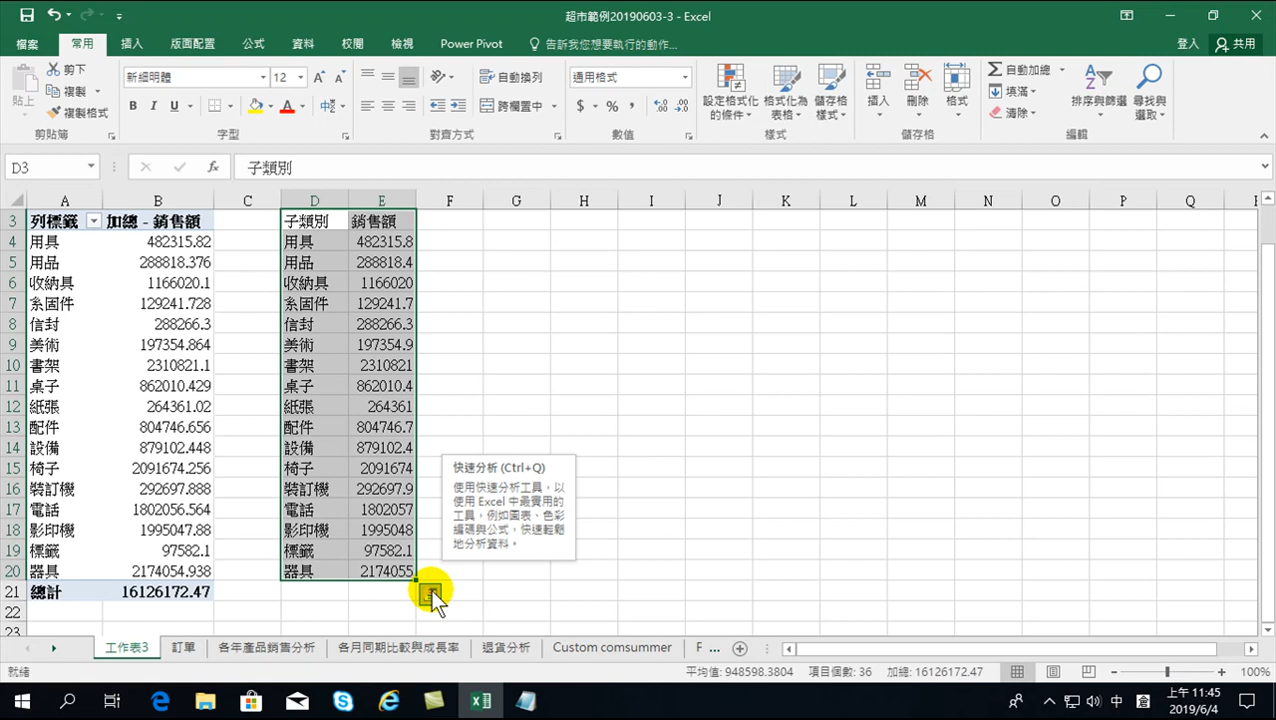 超市範例20190603-3 - Excel
檔案 常用 插入 版面配置 公式 資料 校閱 檢視 Power Pivot 告訴我您想要執行的動作... 登入 共用
貼上 剪下 複製 複製格式 剪貼簿
新細明體 12 B I U A 中 字型
自動換列 跨欄置中 對齊方式
通用格式 $ % 數值
設定格式化的條件 格式化為表格 儲存格樣式 樣式
插入 刪除 格式 儲存格
自動加總 填滿 清除 排序與篩選 尋找與選取 編輯
D3 fx 子類別
A B C D E F G H I J K L M N O P Q
3 列標籤 加總 - 銷售額 子類別 銷售額
4 用具 482315.82 用具 482315.8
5 用品 288818.376 用品 288818.4
6 收納具 1166020.1 收納具 1166020
7 系固件 129241.728 系固件 129241.7
8 信封 288266.3 信封 288266.3
9 美術 197354.864 美術 197354.9
10 書架 2310821.1 書架 2310821
11 桌子 862010.429 桌子 862010.4
12 紙張 264361.02 紙張 264361
13 配件 804746.656 配件 804746.7
14 設備 879102.448 設備 879102.4
15 椅子 2091674.256 椅子 2091674
16 裝訂機 292697.888 裝訂機 292697.9
17 電話 1802056.564 電話 1802057
18 影印機 1995047.88 影印機 1995048
19 標籤 97582.1 標籤 97582.1
20 器具 2174054.938 器具 2174055
21 總計 16126172.47
22
23
快速分析 (Ctrl+Q)
使用快速分析工具，以
使用 Excel 中最實用的
工具，例如圖表、色彩
編碼與公式，快速輕鬆
地分析資料。
工作表3 訂單 各年產品銷售分析 各月同期比較與成長率 退貨分析 Custom comsummer F ...
就緒 平均值: 948598.3804 項目個數: 36 加總: 16126172.47 100%
中 上午 11:45
2019/6/4